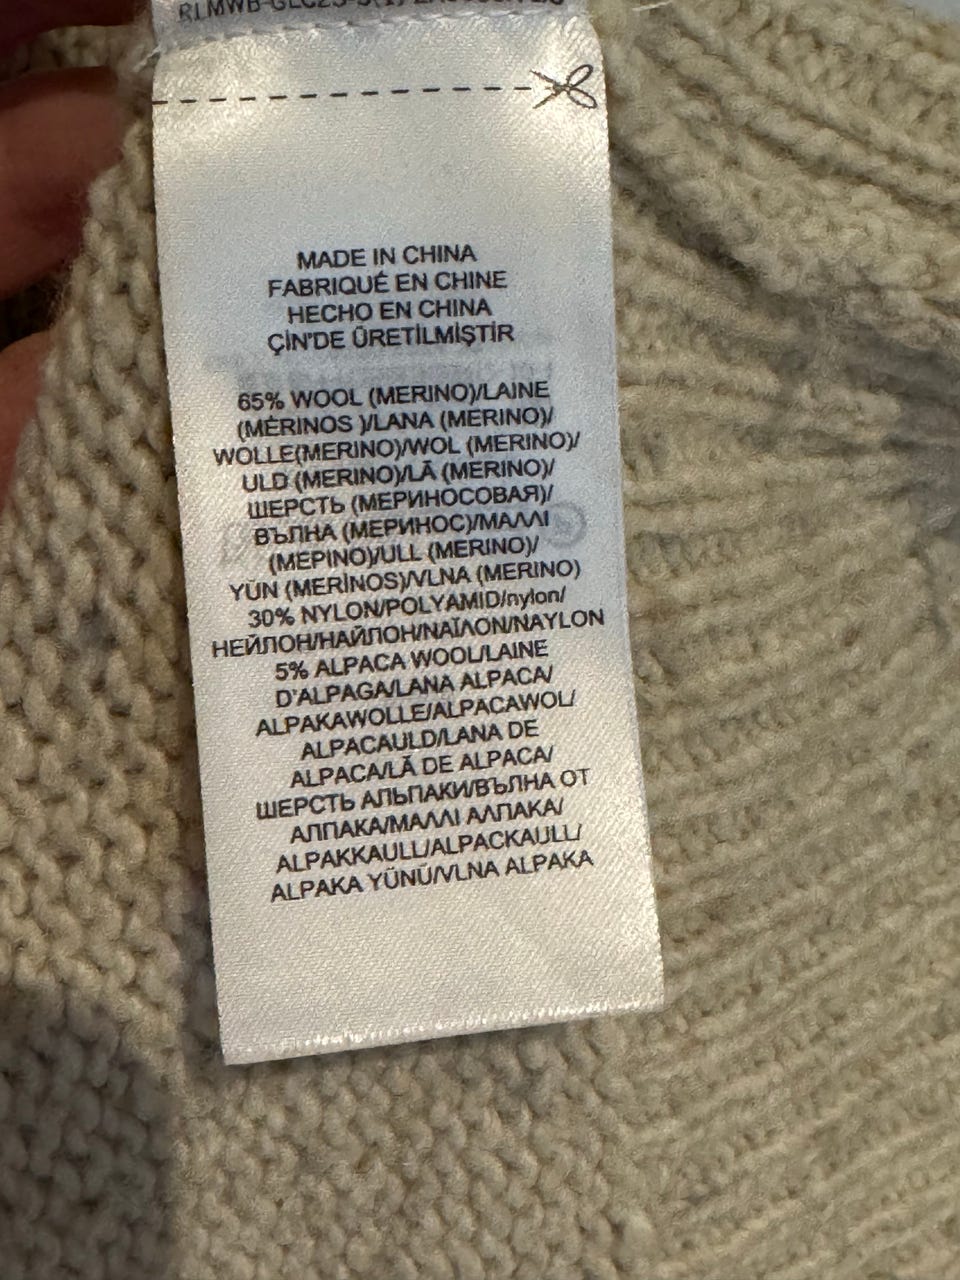 MADE IN CHINA
FABRIQUÉ EN CHINE
HECHO EN CHINA
ÇİN'DE ÜRETİLMİŞTİR
65% WOOL (MERINO)/LAINE
(MÉRINOS )/LANA (MERINO)/
WOLLE(MERINO)/WOL (MERINO)/
ULD (MERINO)/LÃ (MERINO)/
ШЕРСТЬ (МЕРИНОСОВАЯ)/
ВЪЛНА (МЕРИНОС)/ΜΑΛΛΙ
(ΜΕΡΙΝΟ)/ULL (MERINO)/
YÜN (MERİNOS)/VLNA (MERINO)
30% NYLON/POLYAMID/nylon/
НЕЙЛОН/НАЙЛОН/ΝΑΪΛΟΝ/NAYLON
5% ALPACA WOOL/LAINE
D'ALPAGA/LANA ALPACA/
ALPAKAWOLLE/ALPACAWOL/
ALPACAULD/LANA DE
ALPACA/LÃ DE ALPACA/
ШЕРСТЬ АЛЬПАКИ/ВЪЛНА ОТ
АЛПАКА/ΜΑΛΛΙ ΑΛΠΑΚΑ/
ALPAKKAULL/ALPACKAULL/
ALPAKA YÜNÜ/VLNA ALPAKA